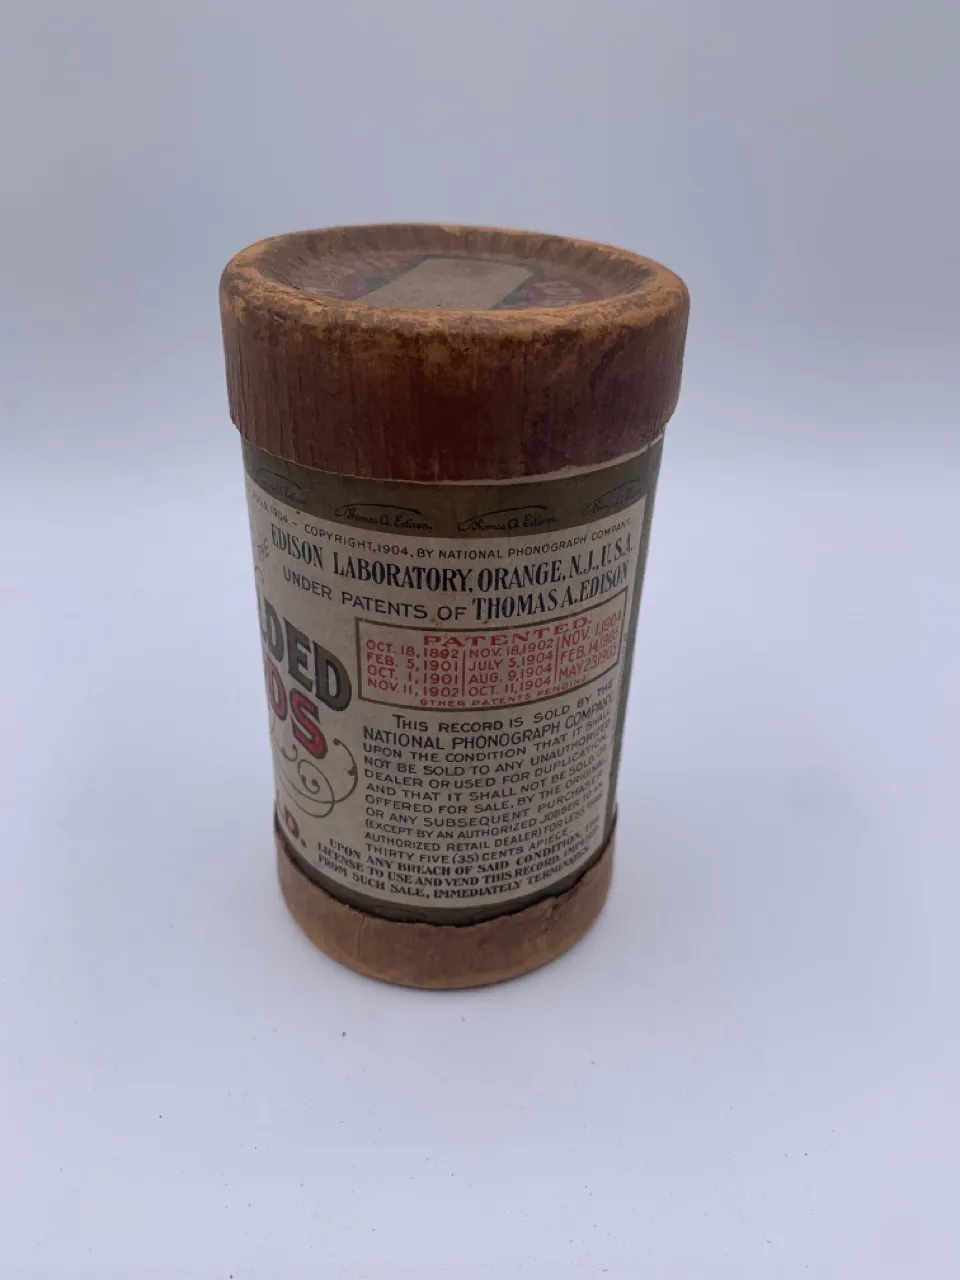 Thomas A. Edison. Thomas A. Edison.
1904 - COPYRIGHT, 1904, BY NATIONAL PHONOGRAPH COMPANY.
THE
EDISON LABORATORY, ORANGE, N.J., U.S.A.
UNDER PATENTS OF THOMAS A. EDISON
LDED
DS
LD.
PATENTED:
OCT. 18, 1892 NOV. 18, 1902 NOV. 1, 1904
FEB. 5, 1901 JULY 5, 1904 FEB. 14, 1905
OCT. 1, 1901 AUG. 9, 1904 MAY 23, 1905
NOV. 11, 1902 OCT. 11, 1904
OTHER PATENTS PENDING.
THIS RECORD IS SOLD BY THE
NATIONAL PHONOGRAPH COMPANY
UPON THE CONDITION THAT IT SHALL
NOT BE SOLD TO ANY UNAUTHORIZED
DEALER OR USED FOR DUPLICATION
AND THAT IT SHALL NOT BE SOLD, OR
OFFERED FOR SALE, BY THE ORIGINAL,
OR ANY SUBSEQUENT PURCHASER
(EXCEPT BY AN AUTHORIZED JOBBER TO AN
AUTHORIZED RETAIL DEALER) FOR LESS THAN
THIRTY FIVE (35) CENTS APIECE.
UPON ANY BREACH OF SAID CONDITION, THE
LICENSE TO USE AND VEND THIS RECORD, IMPLIED
FROM SUCH SALE, IMMEDIATELY TERMINATES.